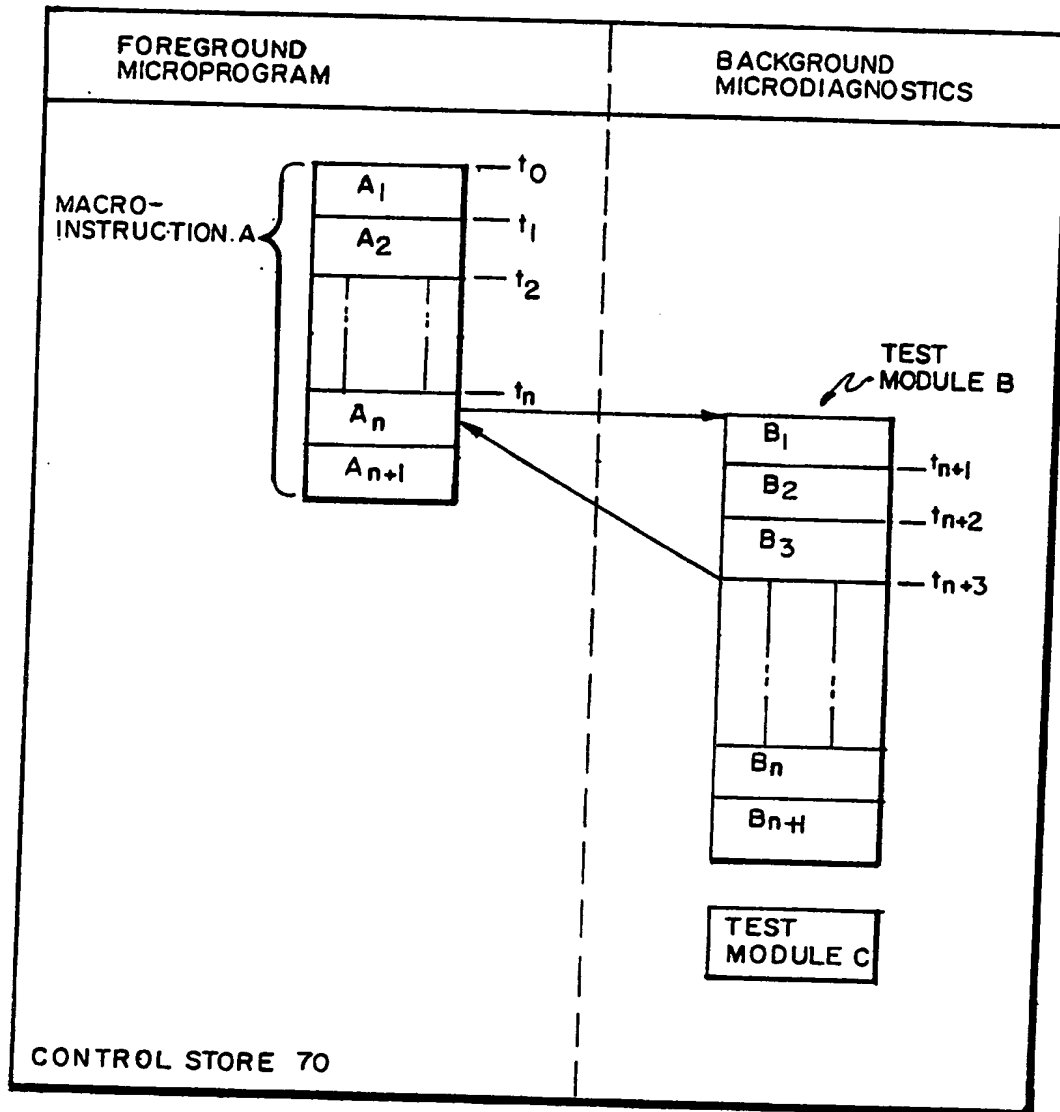 FOREGROUND
MICROPROGRAM
BACKGROUND
MICRODIAGNOSTICS
MACRO-
INSTRUCTION.A
A1
A2
An
An+1
t0
t1
t2
tn
TEST
MODULE B
B1
B2
B3
Bn
Bn+1
tn+1
tn+2
tn+3
TEST
MODULE C
CONTROL STORE 70